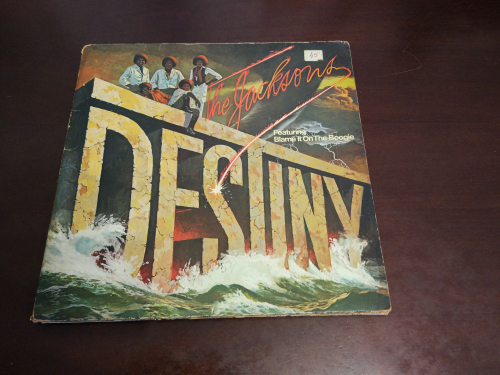 The Jacksons
Featuring
Blame It On The Boogie
DESTINY